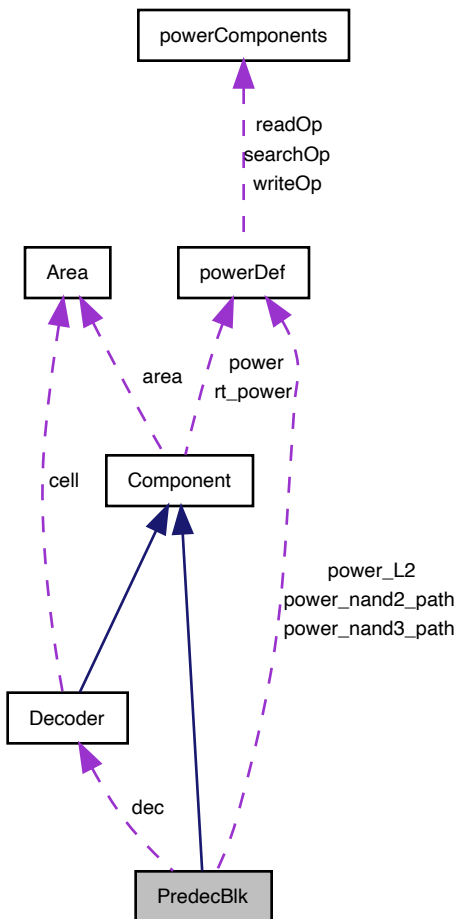 powerComponents
readOp
searchOp
writeOp
Area
powerDef
area
power
rt_power
cell
Component
power_L2
power_nand2_path
power_nand3_path
Decoder
dec
PredecBlk